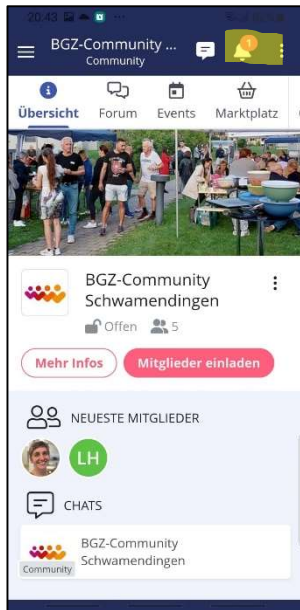 20:43
BGZ-Community ...
Community
1
Übersicht Forum Events Marktplatz
BGZ-Community
Schwamendingen
Offen 5
Mehr Infos Mitglieder einladen
NEUESTE MITGLIEDER
LH
CHATS
BGZ-Community
Schwamendingen
Community